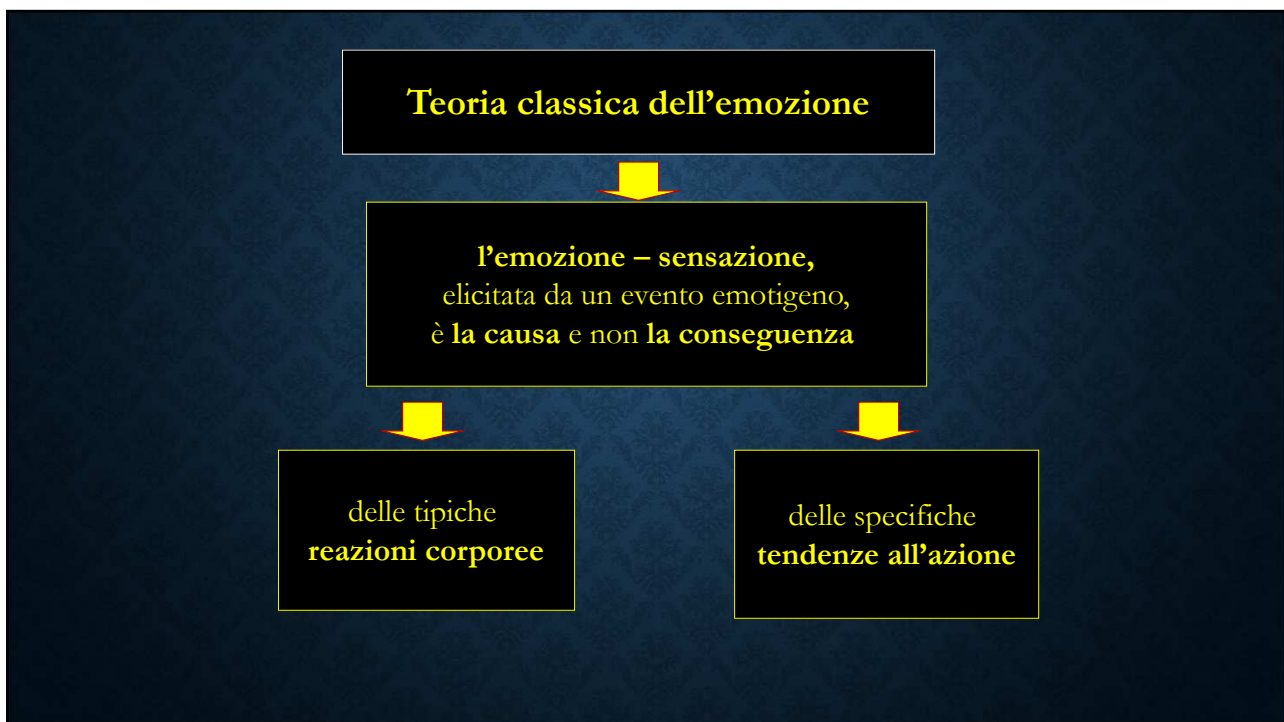 Teoria classica dell’emozione
l’emozione – sensazione,
elicitata da un evento emotigeno,
è la causa e non la conseguenza
delle tipiche
reazioni corporee
delle specifiche
tendenze all’azione